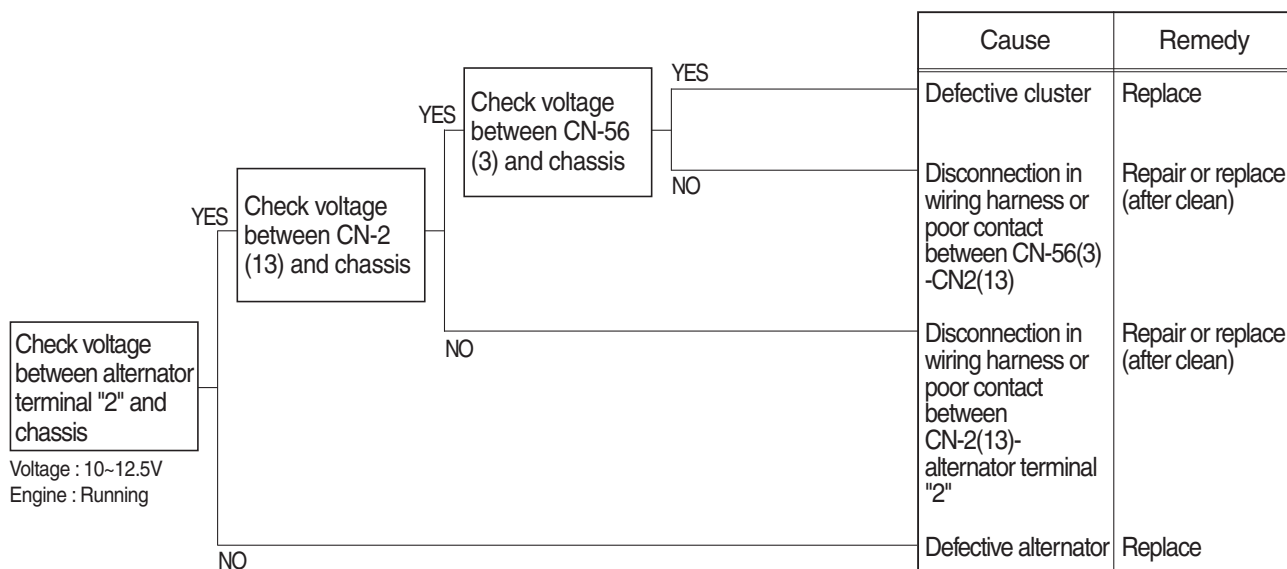 Cause
Remedy
YES
Defective cluster
Replace
YES
Check voltage
between CN-56
(3) and chassis
NO
Disconnection in
wiring harness or
poor contact
between CN-56(3)
-CN2(13)
Repair or replace
(after clean)
YES
Check voltage
between CN-2
(13) and chassis
NO
Disconnection in
wiring harness or
poor contact
between
CN-2(13)-
alternator terminal
"2"
Repair or replace
(after clean)
Check voltage
between alternator
terminal "2" and
chassis
Voltage : 10~12.5V
Engine : Running
NO
Defective alternator
Replace